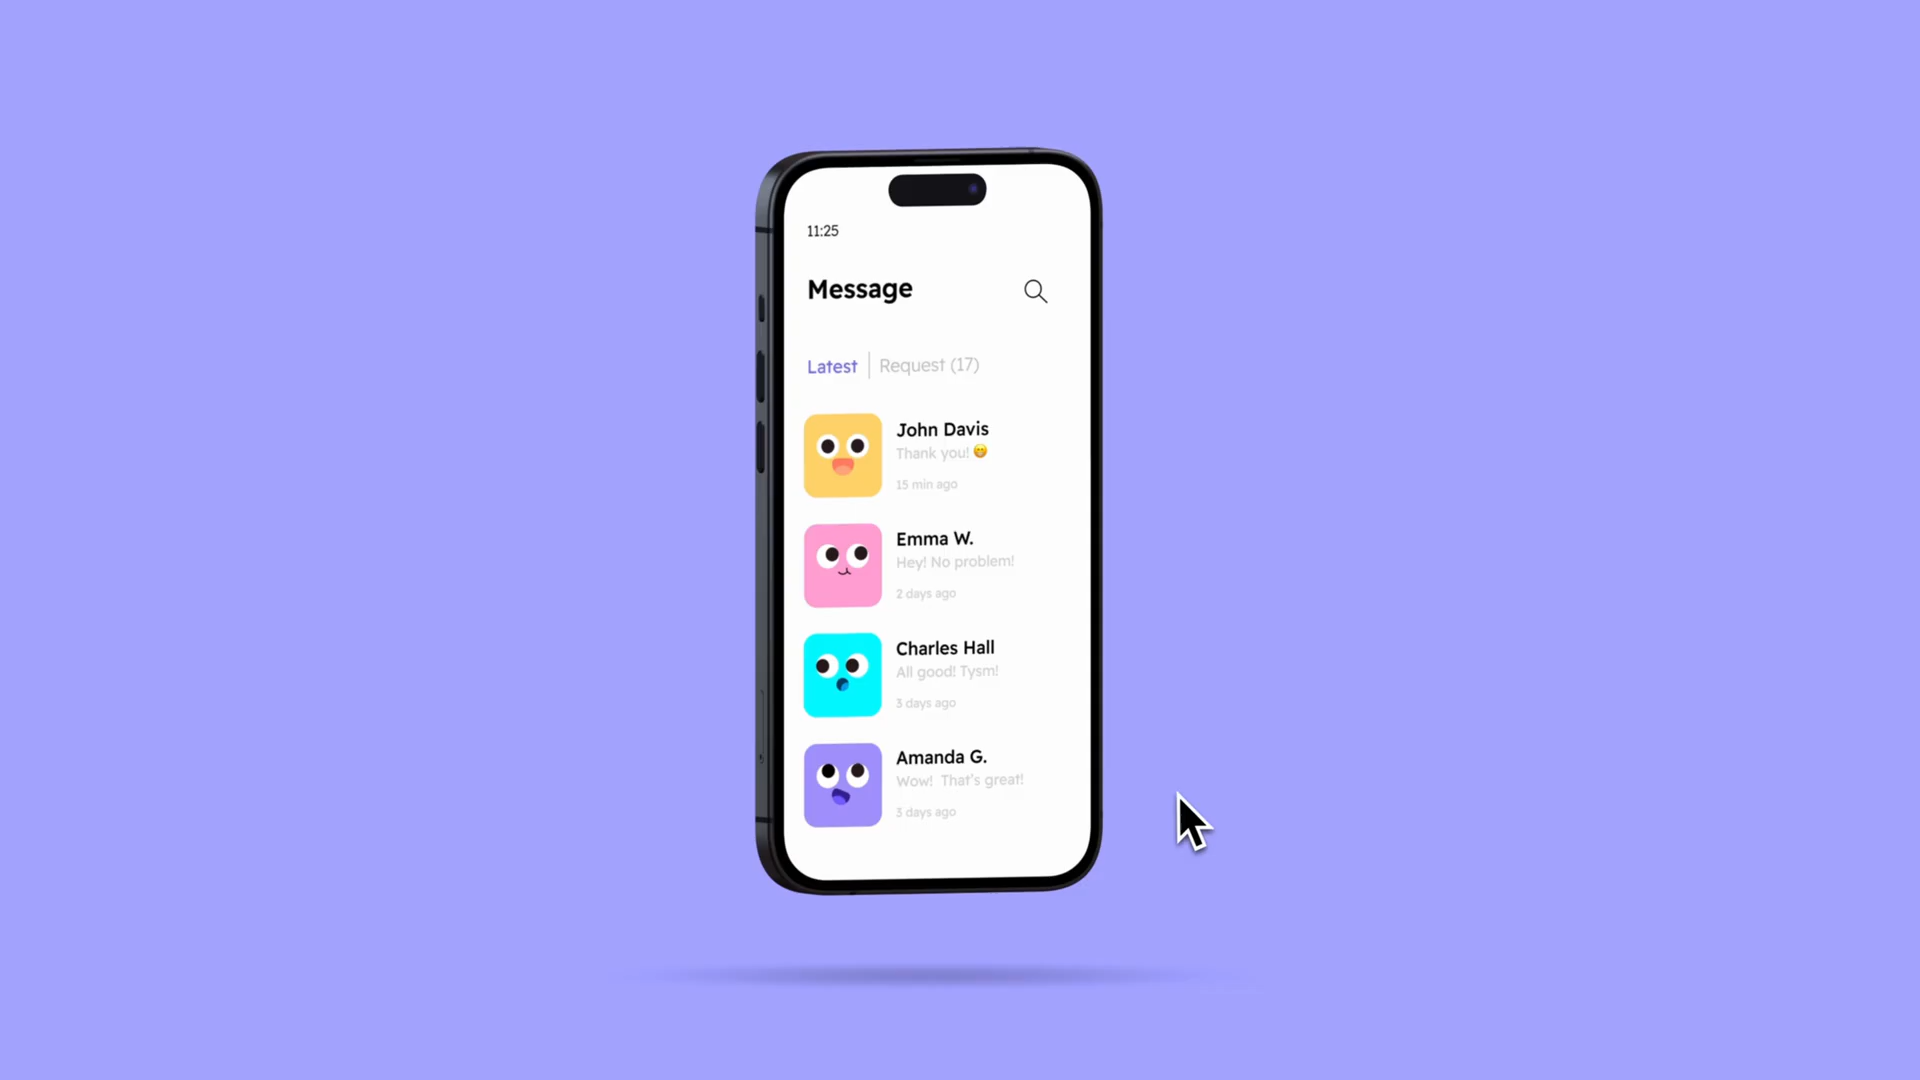 11:25
Message
Latest
Request (17)
John Davis
Thank you! 😋
15 min ago
Emma W.
Hey! No problem!
2 days ago
Charles Hall
All good! Tysm!
3 days ago
Amanda G.
Wow!  That's great!
3 days ago